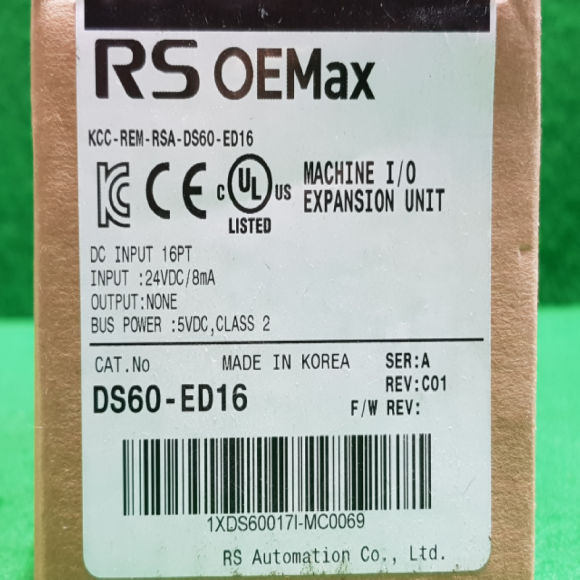 RS OEMax
KCC-REM-RSA-DS60-ED16
C UL US
LISTED
MACHINE I/O
EXPANSION UNIT
DC INPUT 16PT
INPUT :24VDC/8mA
OUTPUT:NONE
BUS POWER :5VDC,CLASS 2
CAT.No MADE IN KOREA SER:A
REV:C01
DS60-ED16
F/W REV:
1XDS60017I-MC0069
RS Automation Co., Ltd.